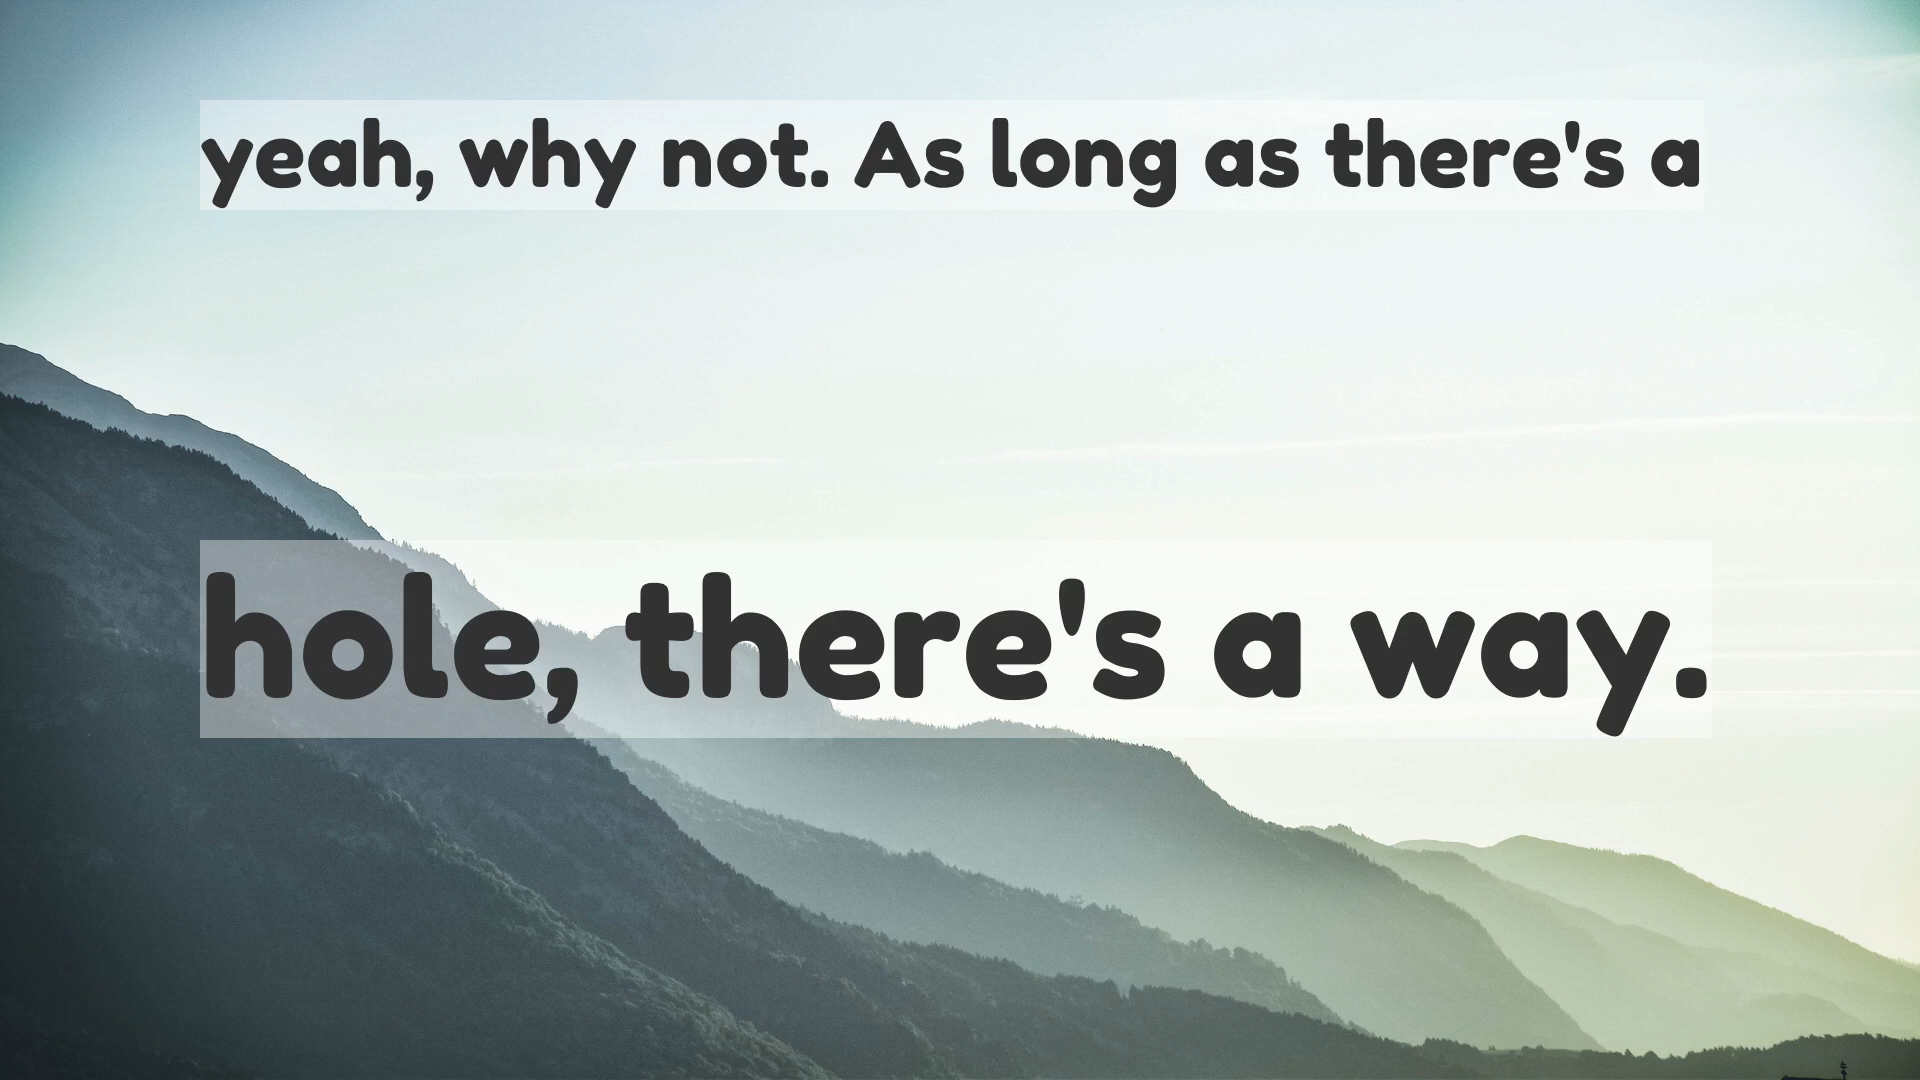 yeah, why not. As long as there's a
hole, there's a way.